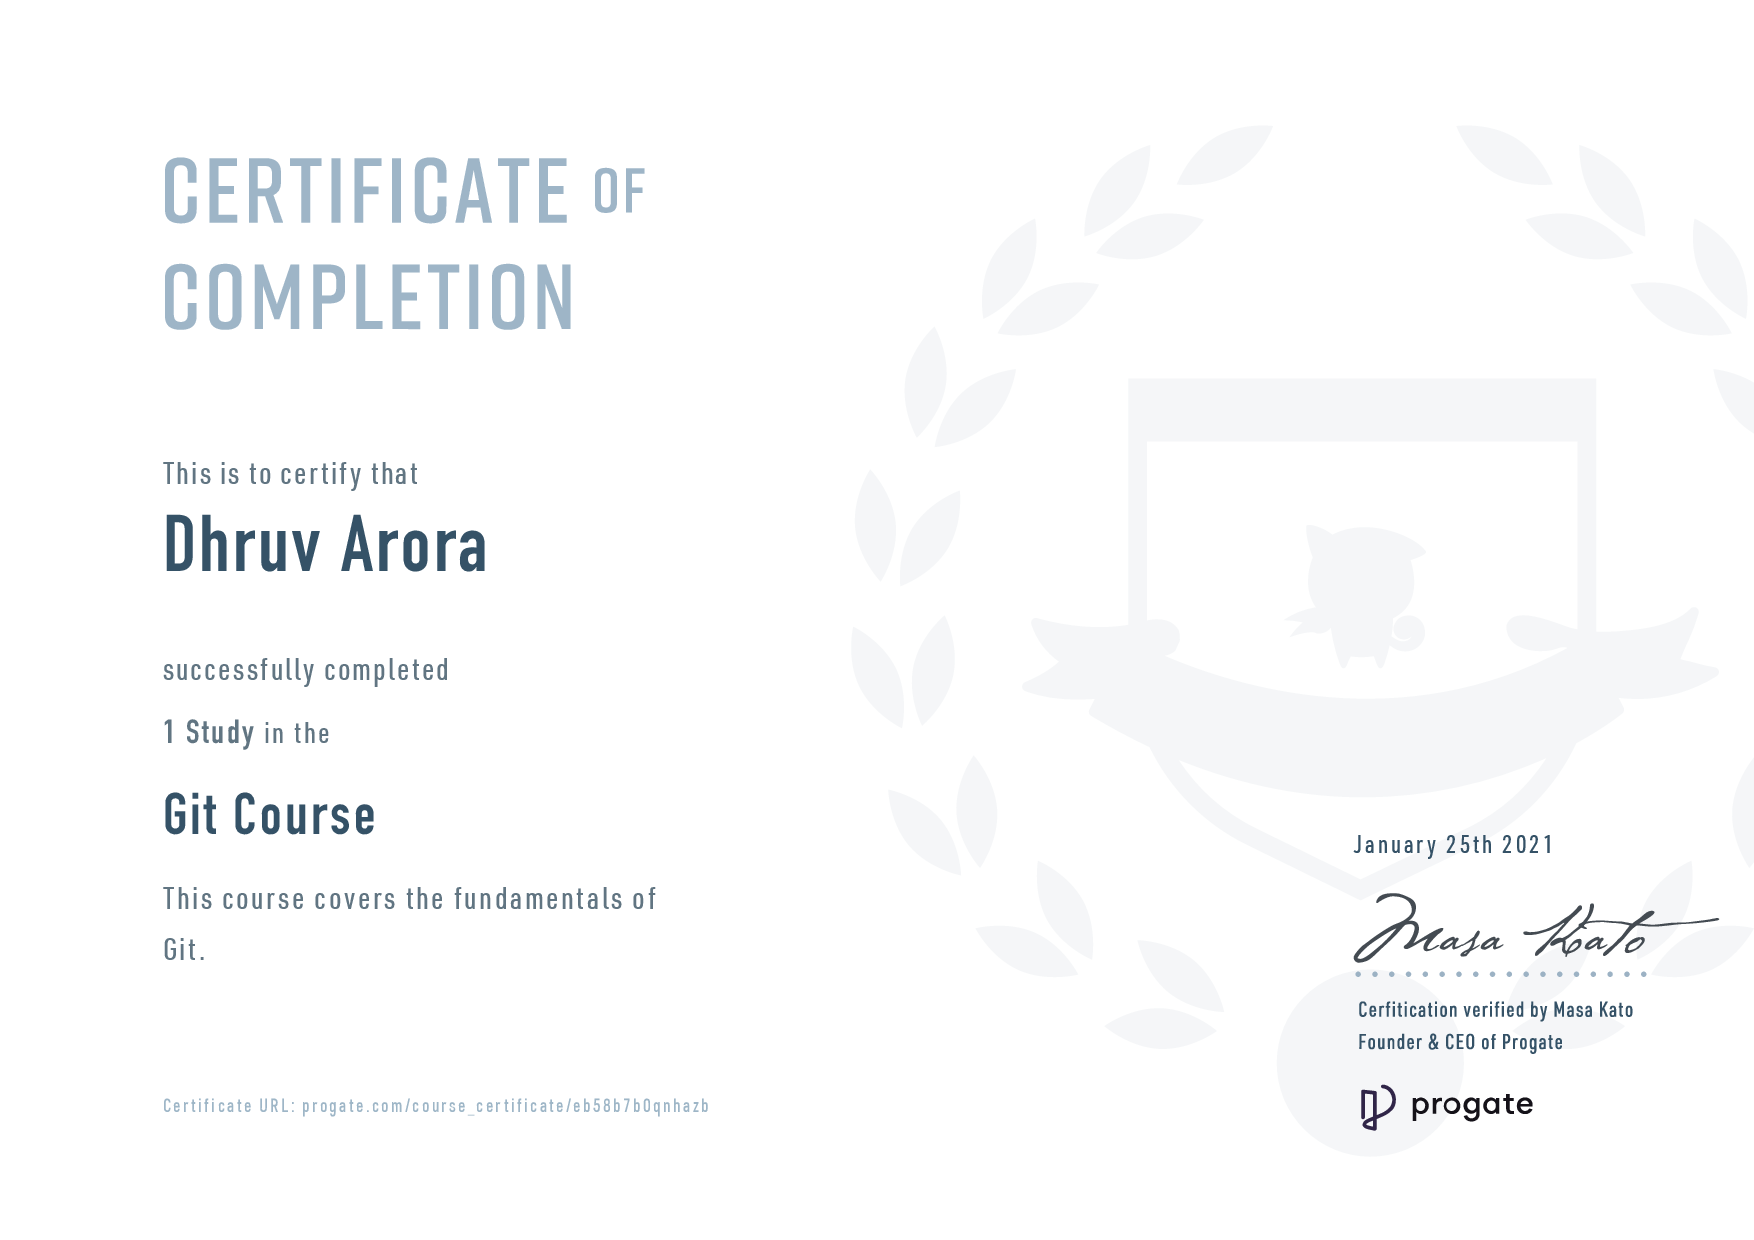 CERTIFICATE OF
COMPLETION
This is to certify that
Dhruv Arora
successfully completed
1 Study in the
Git Course
This course covers the fundamentals of
Git.
January 25th 2021
Masa Kato
Cerfitication verified by Masa Kato
Founder & CEO of Progate
Certificate URL: progate.com/course_certificate/eb58b7b0qnhazb
progate